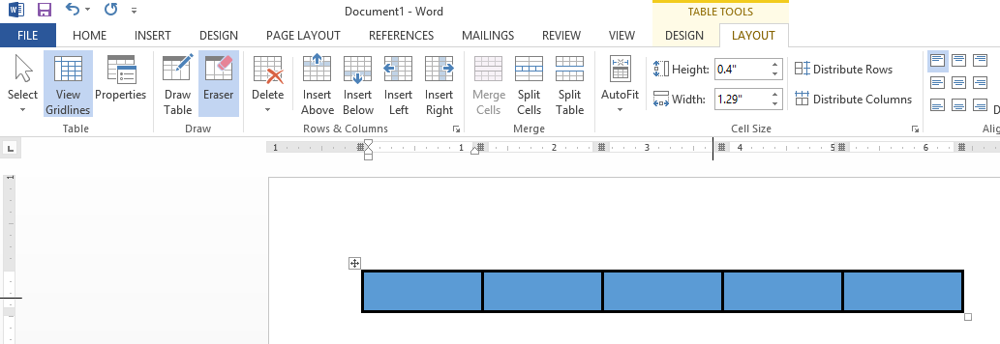 Document1 - Word
TABLE TOOLS
FILE HOME INSERT DESIGN PAGE LAYOUT REFERENCES MAILINGS REVIEW VIEW DESIGN LAYOUT
Select View Gridlines Properties Draw Table Eraser Delete Insert Above Insert Below Insert Left Insert Right Merge Cells Split Cells Split Table AutoFit
Height: 0.4" Distribute Rows
Width: 1.29" Distribute Columns
Table Draw Rows & Columns Merge Cell Size
1 1 2 3 4 5 6
1